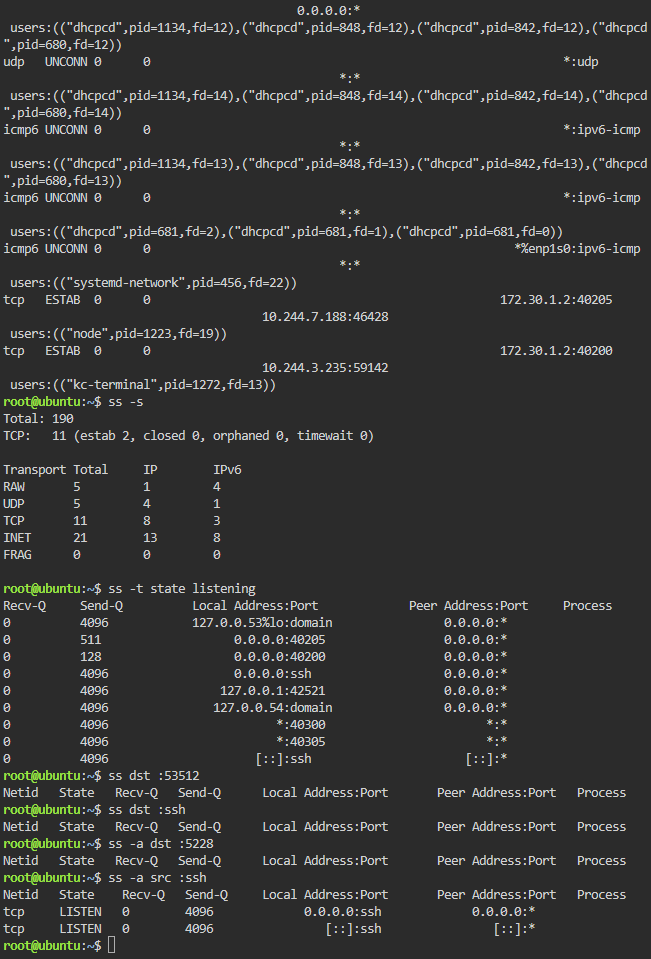 0.0.0.0:*
users:(("dhcpcd",pid=1134,fd=12),("dhcpcd",pid=848,fd=12),("dhcpcd",pid=842,fd=12),("dhcpcd
",pid=680,fd=12))
udp   UNCONN 0      0                                                           *:udp
*:*
users:(("dhcpcd",pid=1134,fd=14),("dhcpcd",pid=848,fd=14),("dhcpcd",pid=842,fd=14),("dhcpcd
",pid=680,fd=14))
icmp6 UNCONN 0      0                                                           *:ipv6-icmp
*:*
users:(("dhcpcd",pid=1134,fd=13),("dhcpcd",pid=848,fd=13),("dhcpcd",pid=842,fd=13),("dhcpcd
",pid=680,fd=13))
icmp6 UNCONN 0      0                                                           *:ipv6-icmp
*:*
users:(("dhcpcd",pid=681,fd=2),("dhcpcd",pid=681,fd=1),("dhcpcd",pid=681,fd=0))
icmp6 UNCONN 0      0                                                    *%enp1s0:ipv6-icmp
*:*
users:(("systemd-network",pid=456,fd=22))
tcp   ESTAB  0      0                                                  172.30.1.2:40205
10.244.7.188:46428
users:(("node",pid=1223,fd=19))
tcp   ESTAB  0      0                                                  172.30.1.2:40200
10.244.3.235:59142
users:(("kc-terminal",pid=1272,fd=13))
root@ubuntu:~$ ss -s
Total: 190
TCP:   11 (estab 2, closed 0, orphaned 0, timewait 0)
Transport Total     IP        IPv6
RAW       5         1         4
UDP       5         4         1
TCP       11        8         3
INET      21        13        8
FRAG      0         0         0
root@ubuntu:~$ ss -t state listening
Recv-Q     Send-Q          Local Address:Port             Peer Address:Port     Process
0          4096            127.0.0.53%lo:domain                0.0.0.0:*
0          511                   0.0.0.0:40205                 0.0.0.0:*
0          128                   0.0.0.0:40200                 0.0.0.0:*
0          4096                  0.0.0.0:ssh                   0.0.0.0:*
0          4096                127.0.0.1:42521                 0.0.0.0:*
0          4096               127.0.0.54:domain                0.0.0.0:*
0          4096                        *:40300                       *:*
0          4096                        *:40305                       *:*
0          4096                     [::]:ssh                      [::]:*
root@ubuntu:~$ ss dst :53512
Netid   State   Recv-Q   Send-Q      Local Address:Port       Peer Address:Port   Process
root@ubuntu:~$ ss dst :ssh
Netid   State   Recv-Q   Send-Q      Local Address:Port       Peer Address:Port   Process
root@ubuntu:~$ ss -a dst :5228
Netid   State   Recv-Q   Send-Q      Local Address:Port       Peer Address:Port   Process
root@ubuntu:~$ ss -a src :ssh
Netid   State    Recv-Q   Send-Q     Local Address:Port       Peer Address:Port   Process
tcp     LISTEN   0        4096             0.0.0.0:ssh             0.0.0.0:*
tcp     LISTEN   0        4096                [::]:ssh                [::]:*
root@ubuntu:~$